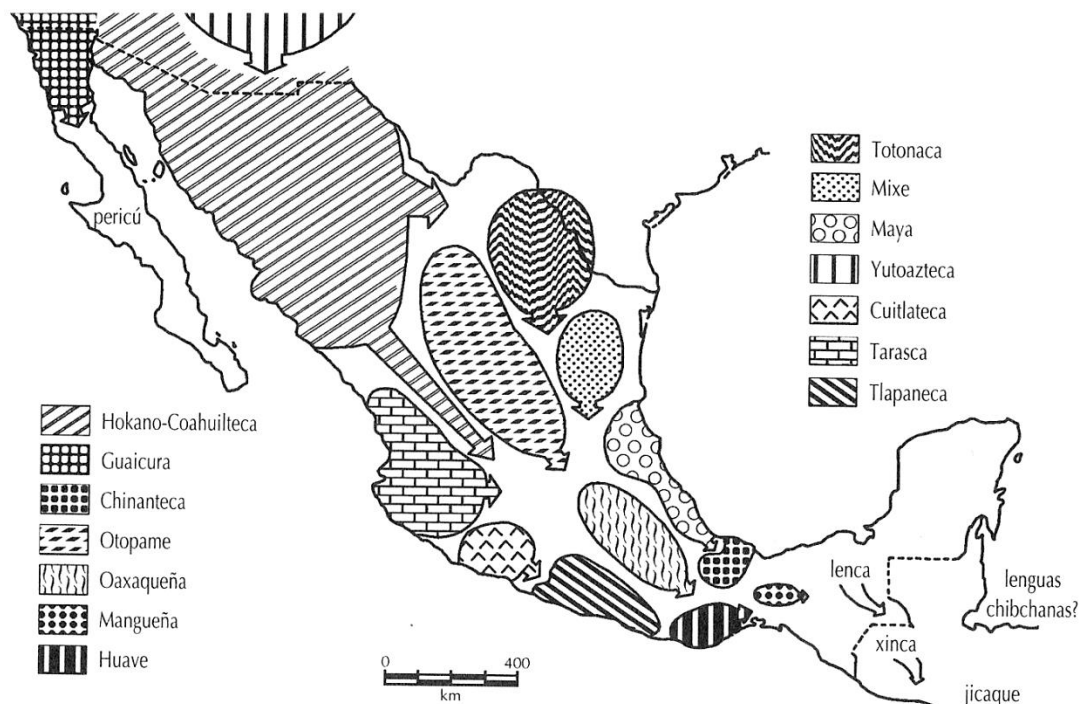 pericú
Totonaca
Mixe
Maya
Yutoazteca
Cuitlateca
Tarasca
Tlapaneca
Hokano-Coahuilteca
Guaicura
Chinanteca
Otopame
Oaxaqueña
Mangueña
Huave
0 400
km
lenca
lenguas
chibchanas?
xinca
jicaque